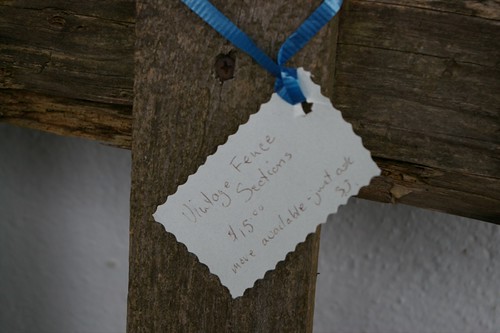 Vintage Fence
Sections
$15.00
more available - just ask